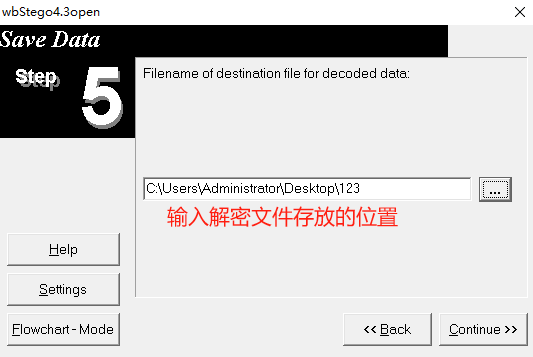 wbStego4.3open
Save Data
Step 5
Filename of destination file for decoded data:
C:\Users\Administrator\Desktop\123
...
输入解密文件存放的位置
Help
Settings
Flowchart - Mode
<< Back
Continue >>